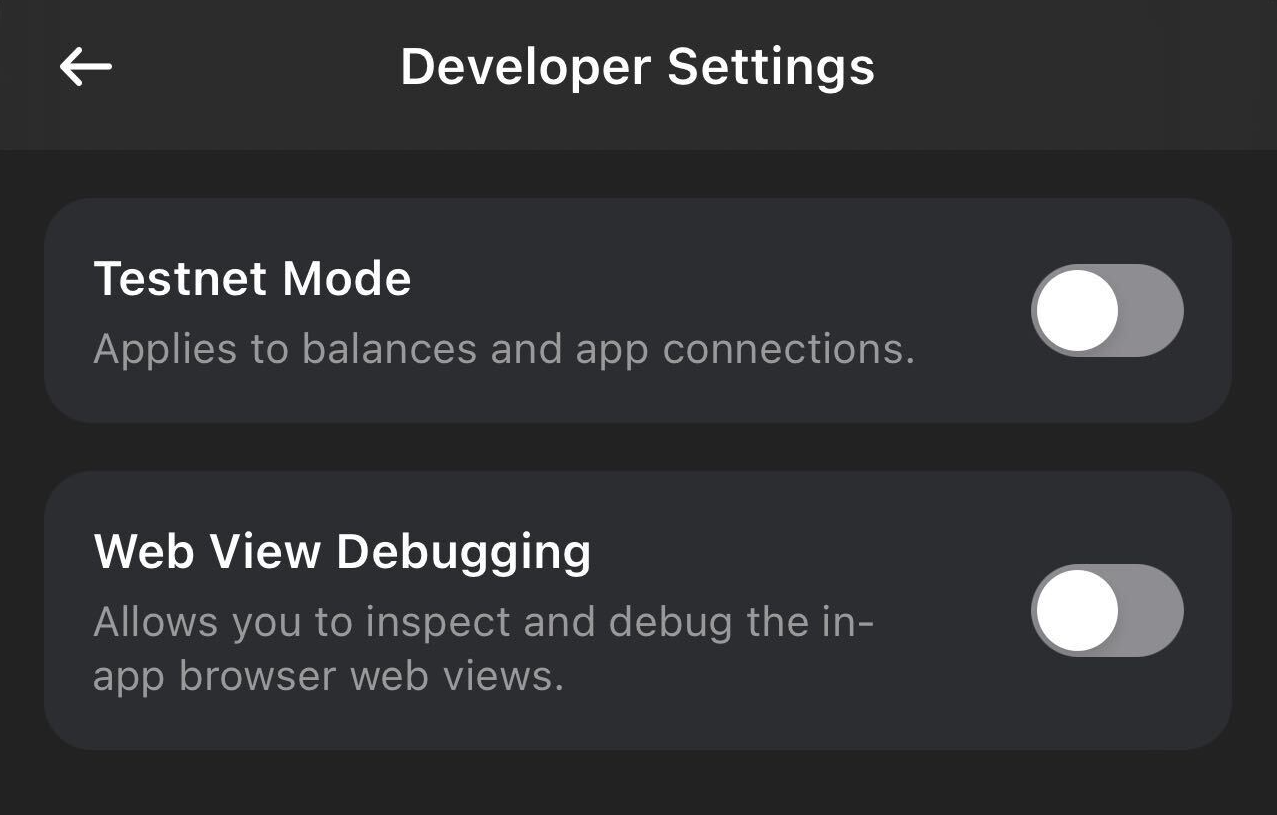 Developer Settings
Testnet Mode
Applies to balances and app connections.
Web View Debugging
Allows you to inspect and debug the in-
app browser web views.